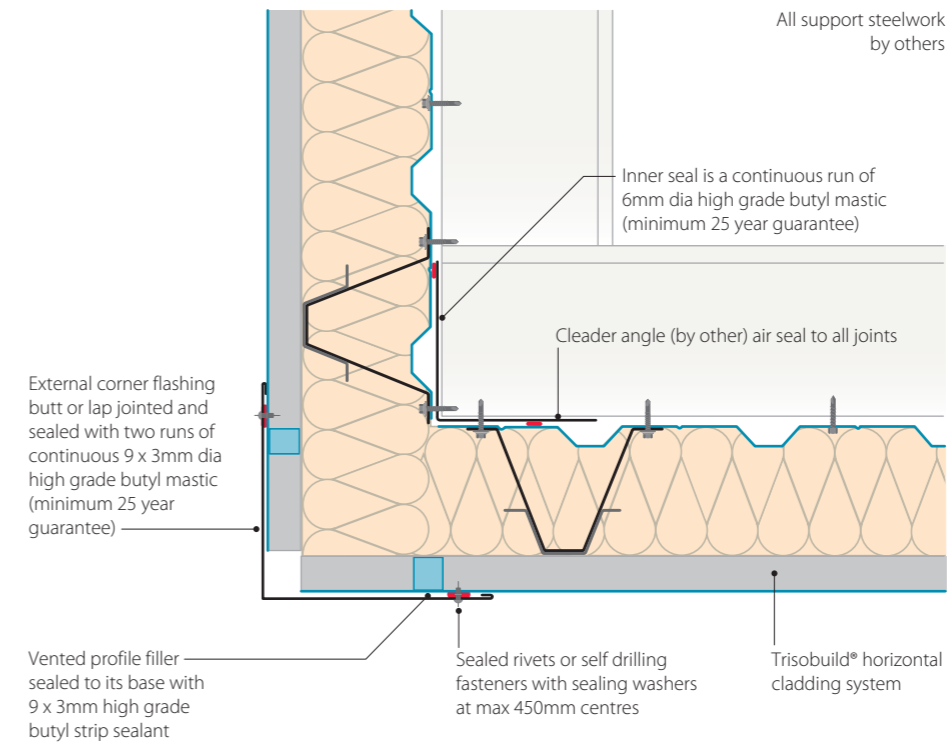 All support steelwork
by others
Inner seal is a continuous run of
6mm dia high grade butyl mastic
(minimum 25 year guarantee)
Cleader angle (by other) air seal to all joints
External corner flashing
butt or lap jointed and
sealed with two runs of
continuous 9 x 3mm dia
high grade butyl mastic
(minimum 25 year
guarantee)
Vented profile filler
sealed to its base with
9 x 3mm high grade
butyl strip sealant
Sealed rivets or self drilling
fasteners with sealing washers
at max 450mm centres
Trisobuild® horizontal
cladding system